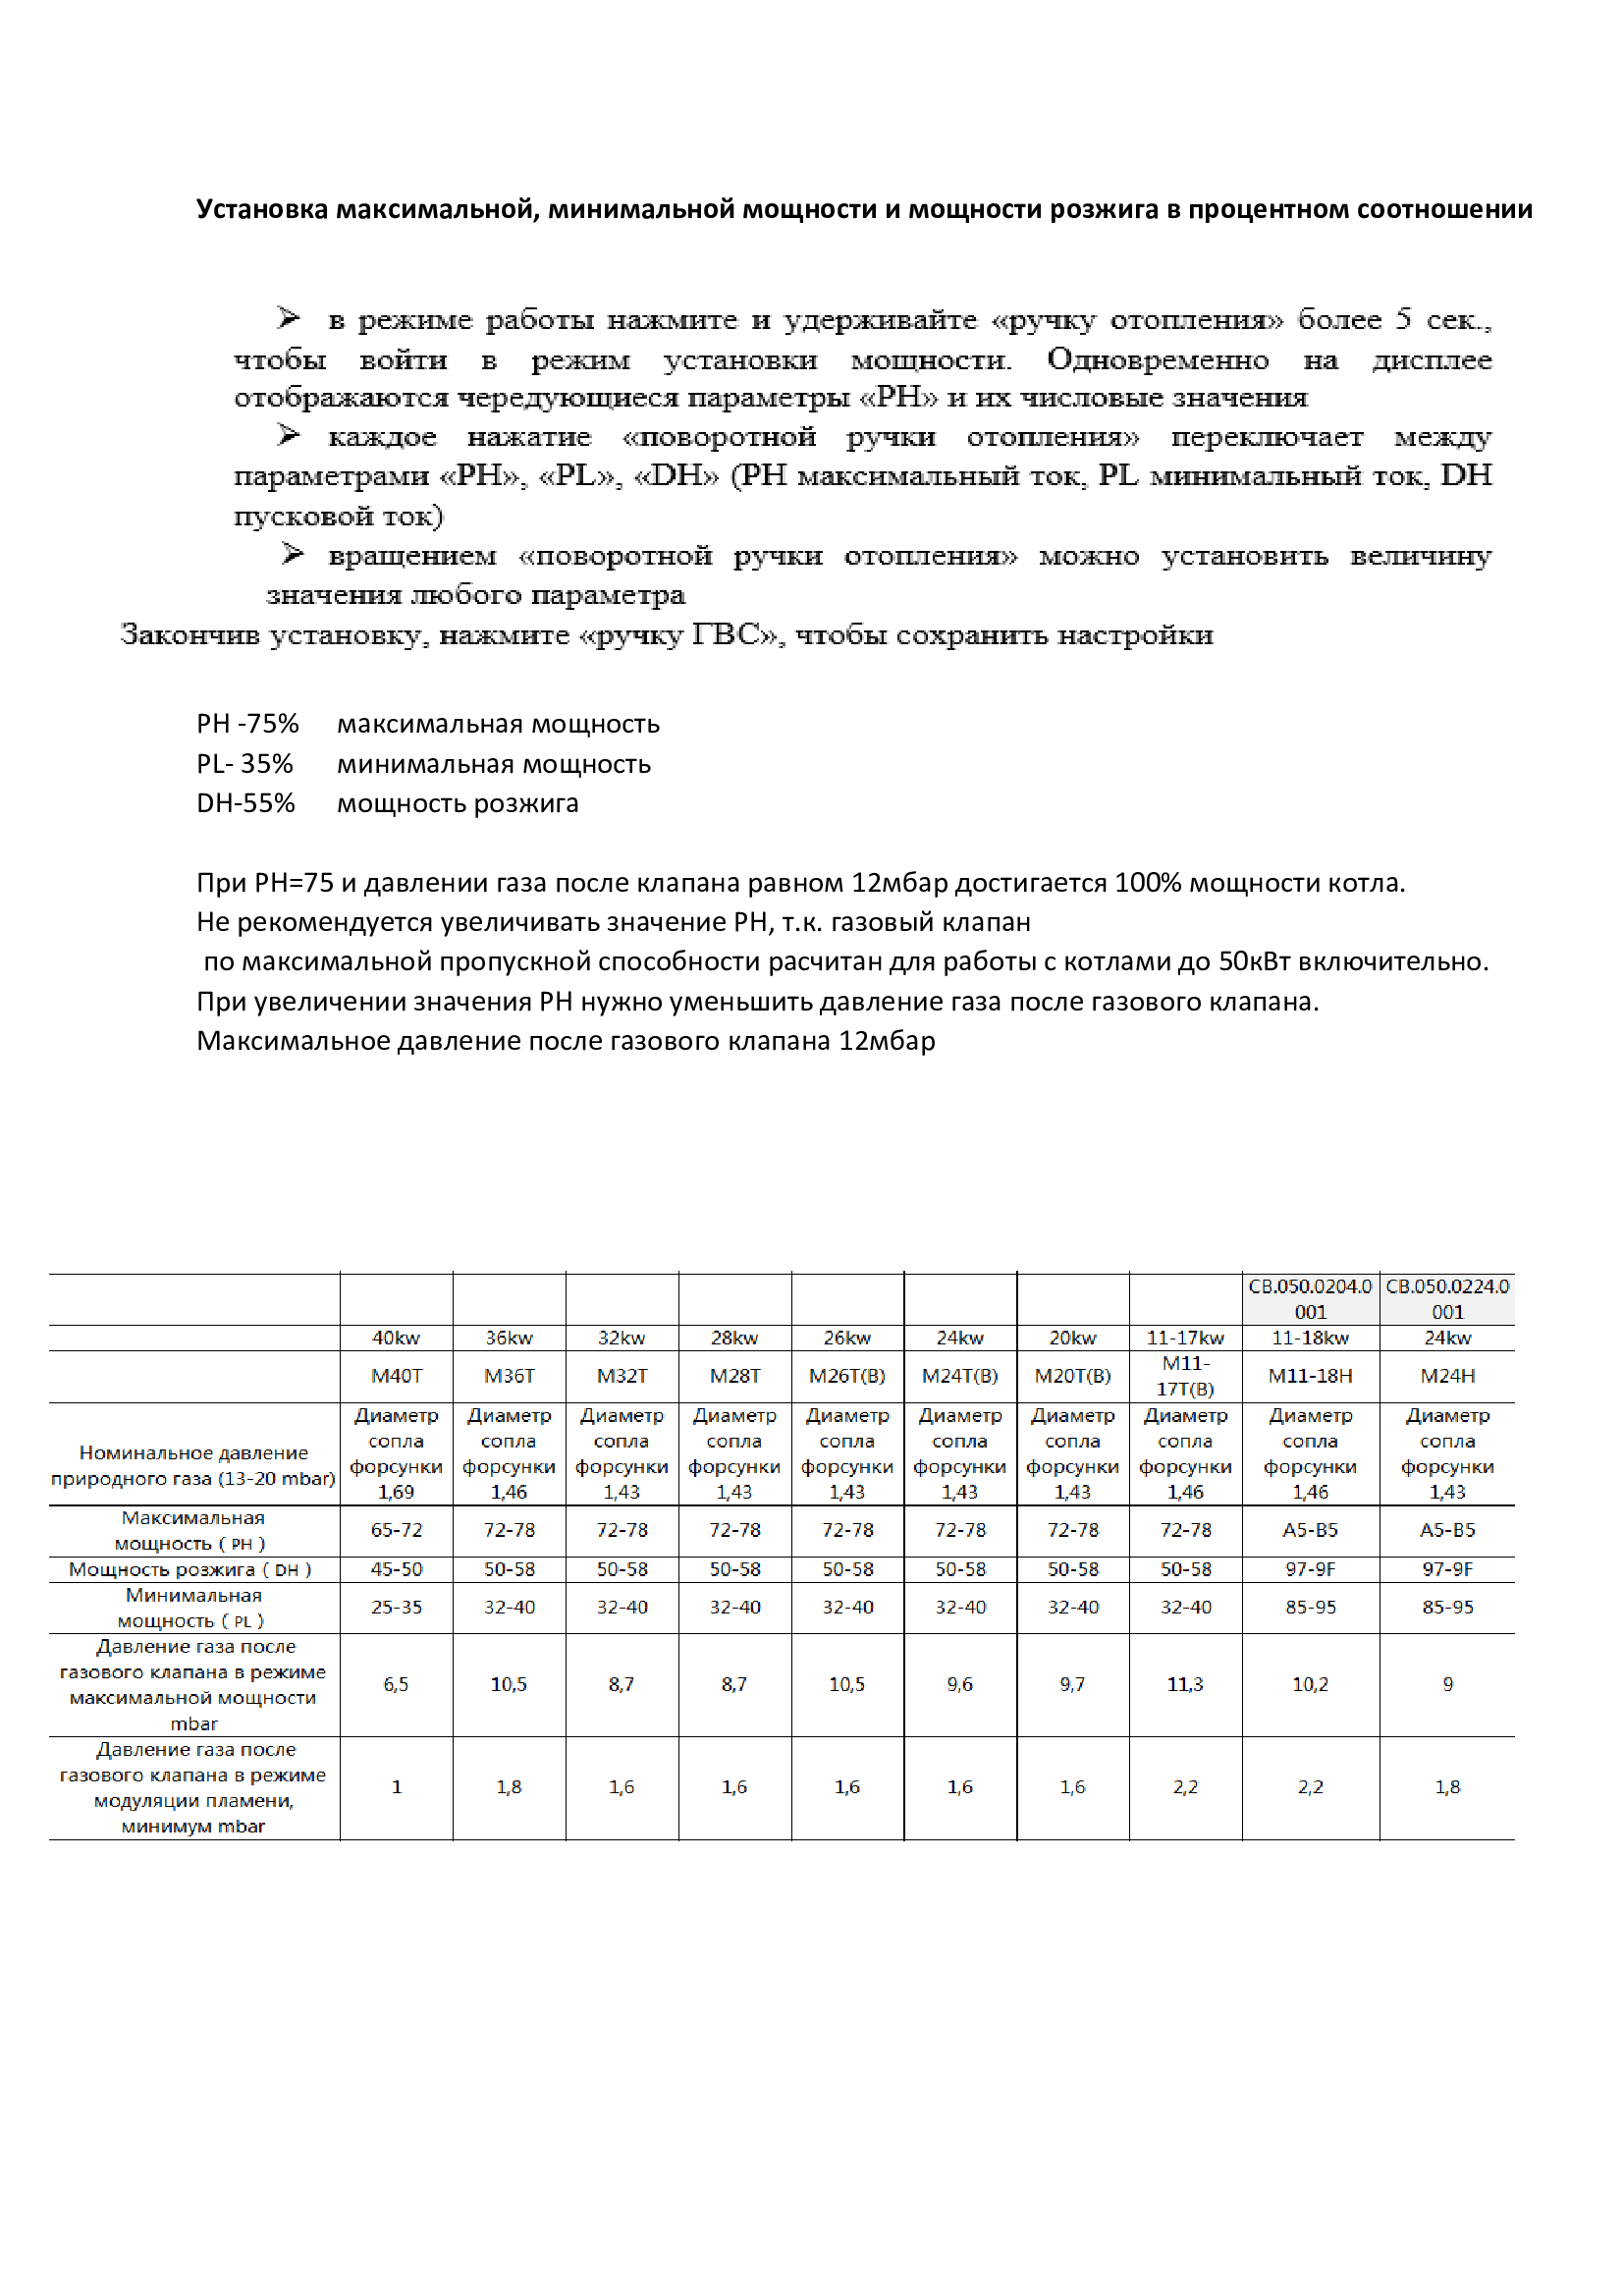 Установка максимальной, минимальной мощности и мощности розжига в процентном соотношении
➢ в режиме работы нажмите и удерживайте «ручку отопления» более 5 сек.,
чтобы войти в режим установки мощности. Одновременно на дисплее
отображаются чередующиеся параметры «PH» и их числовые значения
➢ каждое нажатие «поворотной ручки отопления» переключает между
параметрами «PH», «PL», «DH» (PH максимальный ток, PL минимальный ток, DH
пусковой ток)
➢ вращением «поворотной ручки отопления» можно установить величину
значения любого параметра
Закончив установку, нажмите «ручку ГВС», чтобы сохранить настройки
PH -75% максимальная мощность
PL- 35% минимальная мощность
DH-55% мощность розжига
При PH=75 и давлении газа после клапана равном 12мбар достигается 100% мощности котла.
Не рекомендуется увеличивать значение PH, т.к. газовый клапан
по максимальной пропускной способности расчитан для работы с котлами до 50кВт включительно.
При увеличении значения PH нужно уменьшить давление газа после газового клапана.
Максимальное давление после газового клапана 12мбар
CB.050.0204.0 CB.050.0224.0
001 001
40kw 36kw 32kw 28kw 26kw 24kw 20kw 11-17kw 11-18kw 24kw
M40T M36T M32T M28T M26T(B) M24T(B) M20T(B) M11- M11-18H M24H
17T(B)
Диаметр Диаметр Диаметр Диаметр Диаметр Диаметр Диаметр Диаметр Диаметр Диаметр
Номинальное давление сопла сопла сопла сопла сопла сопла сопла сопла сопла сопла
природного газа (13-20 mbar) форсунки форсунки форсунки форсунки форсунки форсунки форсунки форсунки форсунки форсунки
1,69 1,46 1,43 1,43 1,43 1,43 1,43 1,46 1,46 1,43
Максимальная
мощность ( PH ) 65-72 72-78 72-78 72-78 72-78 72-78 72-78 72-78 A5-B5 A5-B5
Мощность розжига ( DH ) 45-50 50-58 50-58 50-58 50-58 50-58 50-58 50-58 97-9F 97-9F
Минимальная
мощность ( PL ) 25-35 32-40 32-40 32-40 32-40 32-40 32-40 32-40 85-95 85-95
Давление газа после
газового клапана в режиме
максимальной мощности 6,5 10,5 8,7 8,7 10,5 9,6 9,7 11,3 10,2 9
mbar
Давление газа после
газового клапана в режиме
модуляции пламени, 1 1,8 1,6 1,6 1,6 1,6 1,6 2,2 2,2 1,8
минимум mbar